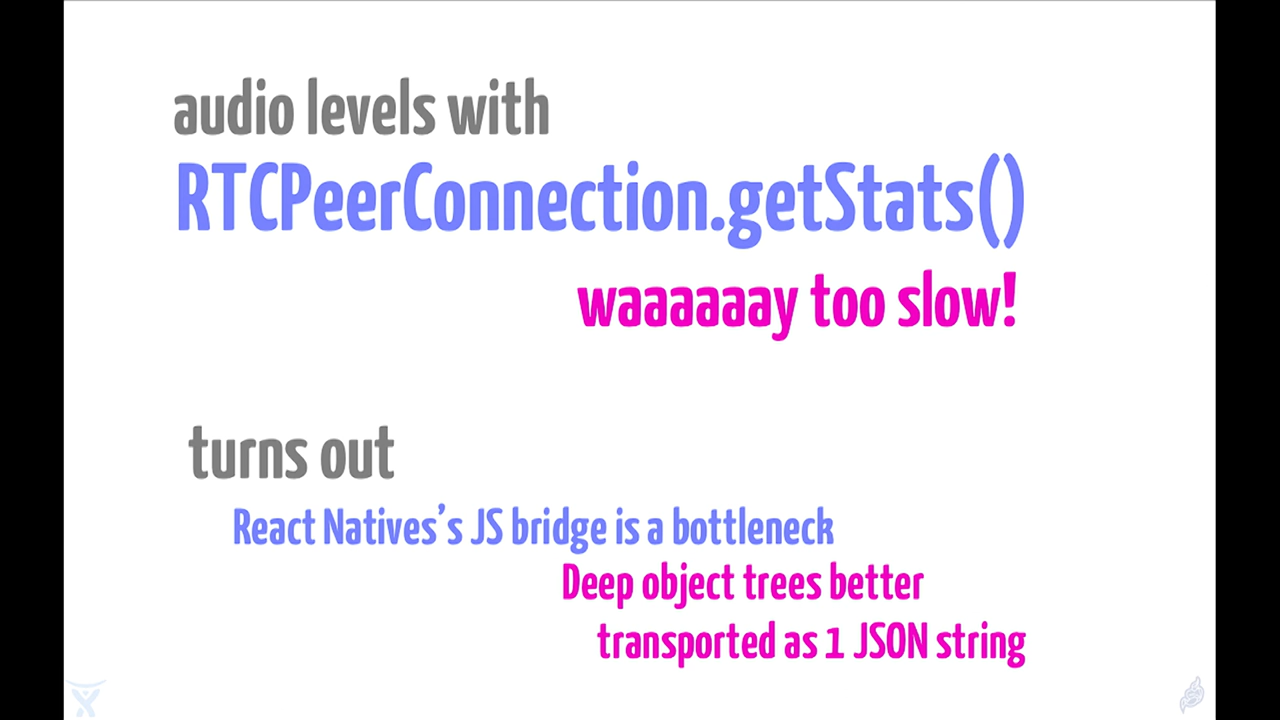 audio levels with
RTCPeerConnection.getStats()
waaaaaay too slow!
turns out
React Natives’s JS bridge is a bottleneck
Deep object trees better
transported as 1 JSON string